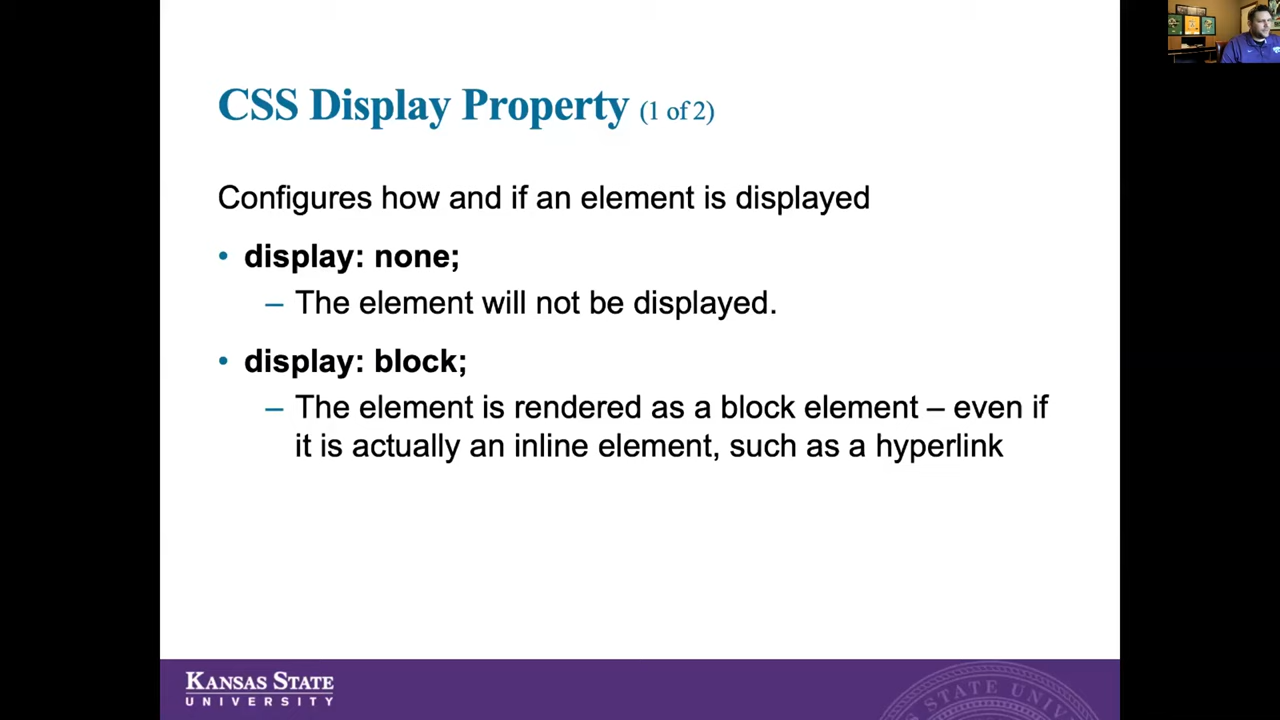 CSS Display Property (1 of 2)
Configures how and if an element is displayed
• display: none;
– The element will not be displayed.
• display: block;
– The element is rendered as a block element – even if
it is actually an inline element, such as a hyperlink
KANSAS STATE
UNIVERSITY
STATE UNI